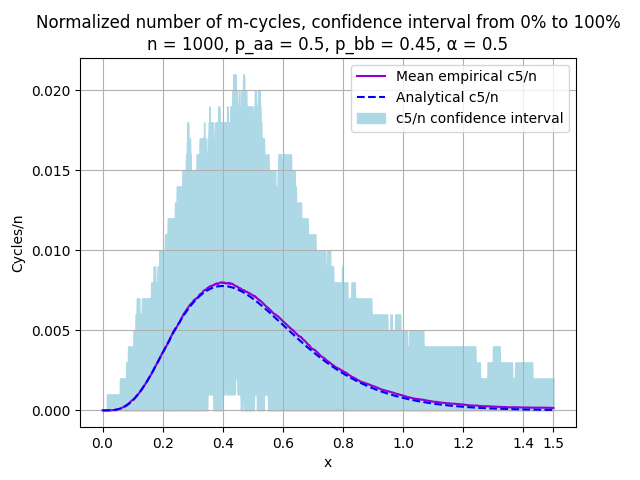 Normalized number of m-cycles, confidence interval from 0% to 100%
n = 1000, p_aa = 0.5, p_bb = 0.45, α = 0.5
Mean empirical c5/n
Analytical c5/n
c5/n confidence interval
Cycles/n
0.020
0.015
0.010
0.005
0.000
0.0 0.2 0.4 0.6 0.8 1.0 1.2 1.4 1.5
x